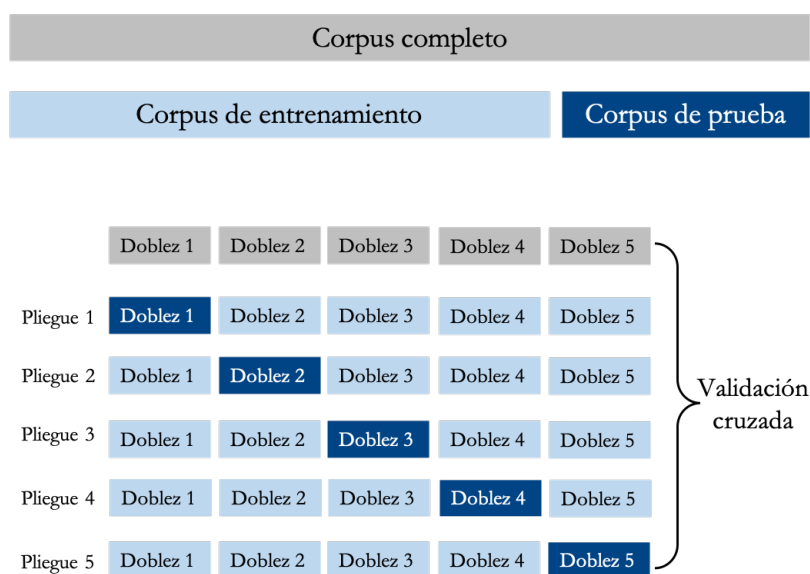 Corpus completo
Corpus de entrenamiento Corpus de prueba
Doblez 1 Doblez 2 Doblez 3 Doblez 4 Doblez 5
Pliegue 1 Doblez 1 Doblez 2 Doblez 3 Doblez 4 Doblez 5
Pliegue 2 Doblez 1 Doblez 2 Doblez 3 Doblez 4 Doblez 5
Pliegue 3 Doblez 1 Doblez 2 Doblez 3 Doblez 4 Doblez 5
Pliegue 4 Doblez 1 Doblez 2 Doblez 3 Doblez 4 Doblez 5
Pliegue 5 Doblez 1 Doblez 2 Doblez 3 Doblez 4 Doblez 5
Validación
cruzada